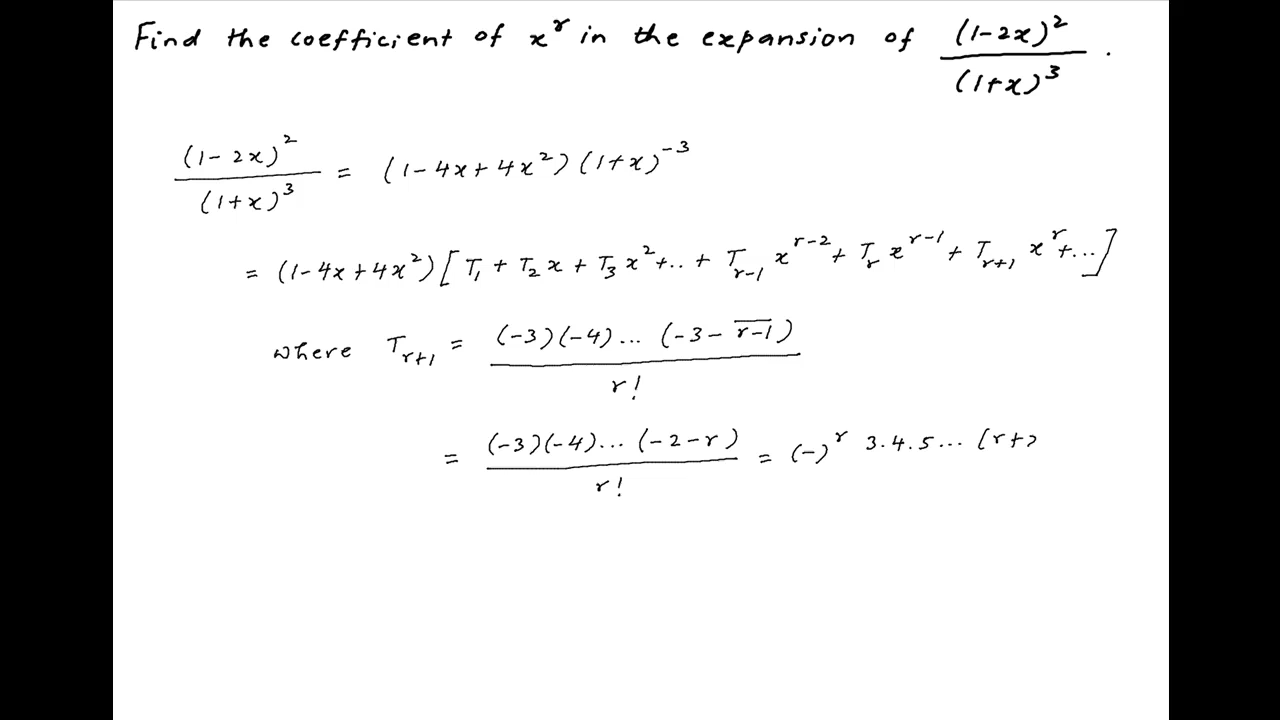 Find the coefficient of x^r in the expansion of (1-2x)^2 / (1+x)^3 .
(1-2x)^2 / (1+x)^3 = (1-4x+4x^2)(1+x)^-3
= (1-4x+4x^2)[T_1 + T_2 x + T_3 x^2 +.. + T_{r-1} x^{r-2} + T_r x^{r-1} + T_{r+1} x^r +...]
where T_{r+1} = (-3)(-4)...(-3-\overline{r-1}) / r!
= (-3)(-4)...(-2-r) / r! = (-)^r 3.4.5... (r+